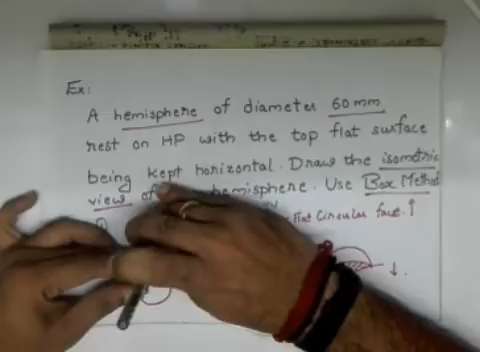 Ex:
A hemisphere of diameter 60 mm
rest on HP with the top flat surface
being kept horizontal. Draw the isometric
view of hemisphere. Use Box Method
Flat Circular face.